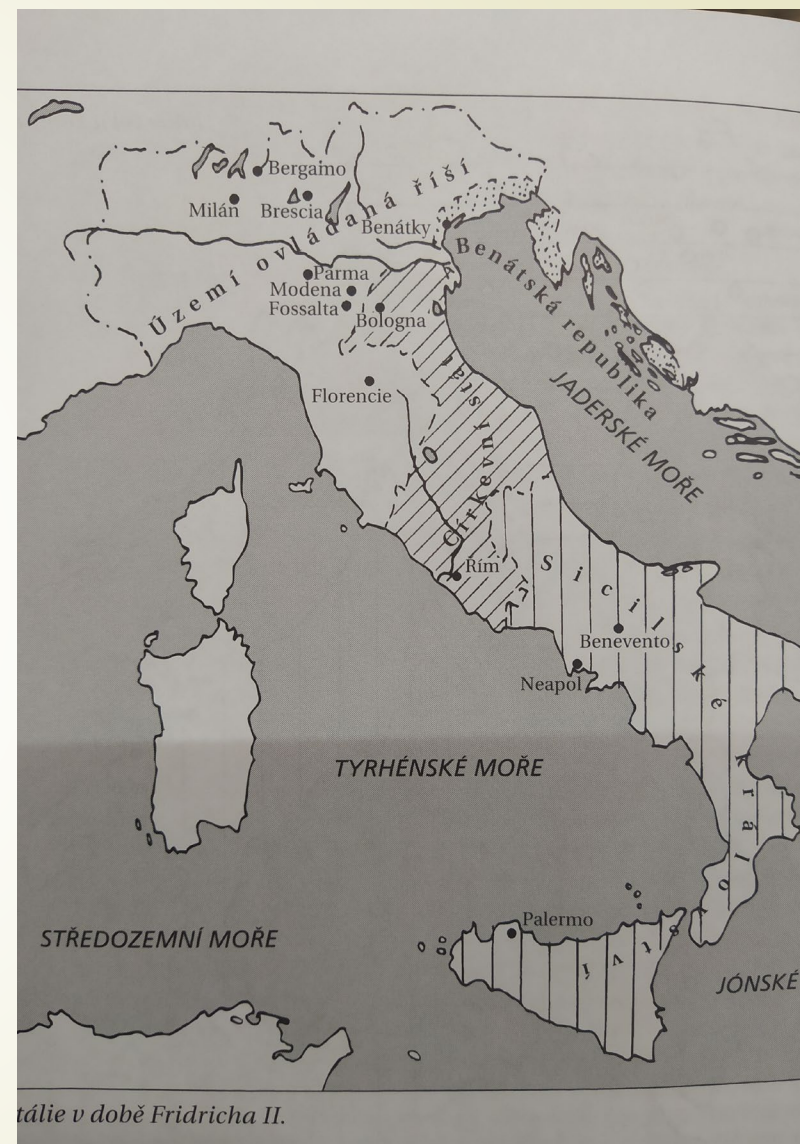 Bergamo
Milán
Brescia
Benátky
Území ovládaná říší
Benátská republika
Parma
Modena
Fossalta
Bologna
Florencie
JADERSKÉ MOŘE
Církevní stát
Řím
Sicilské království
Benevento
Neapol
TYRHÉNSKÉ MOŘE
Palermo
STŘEDOZEMNÍ MOŘE
JÓNSKÉ
tálie v době Fridricha II.